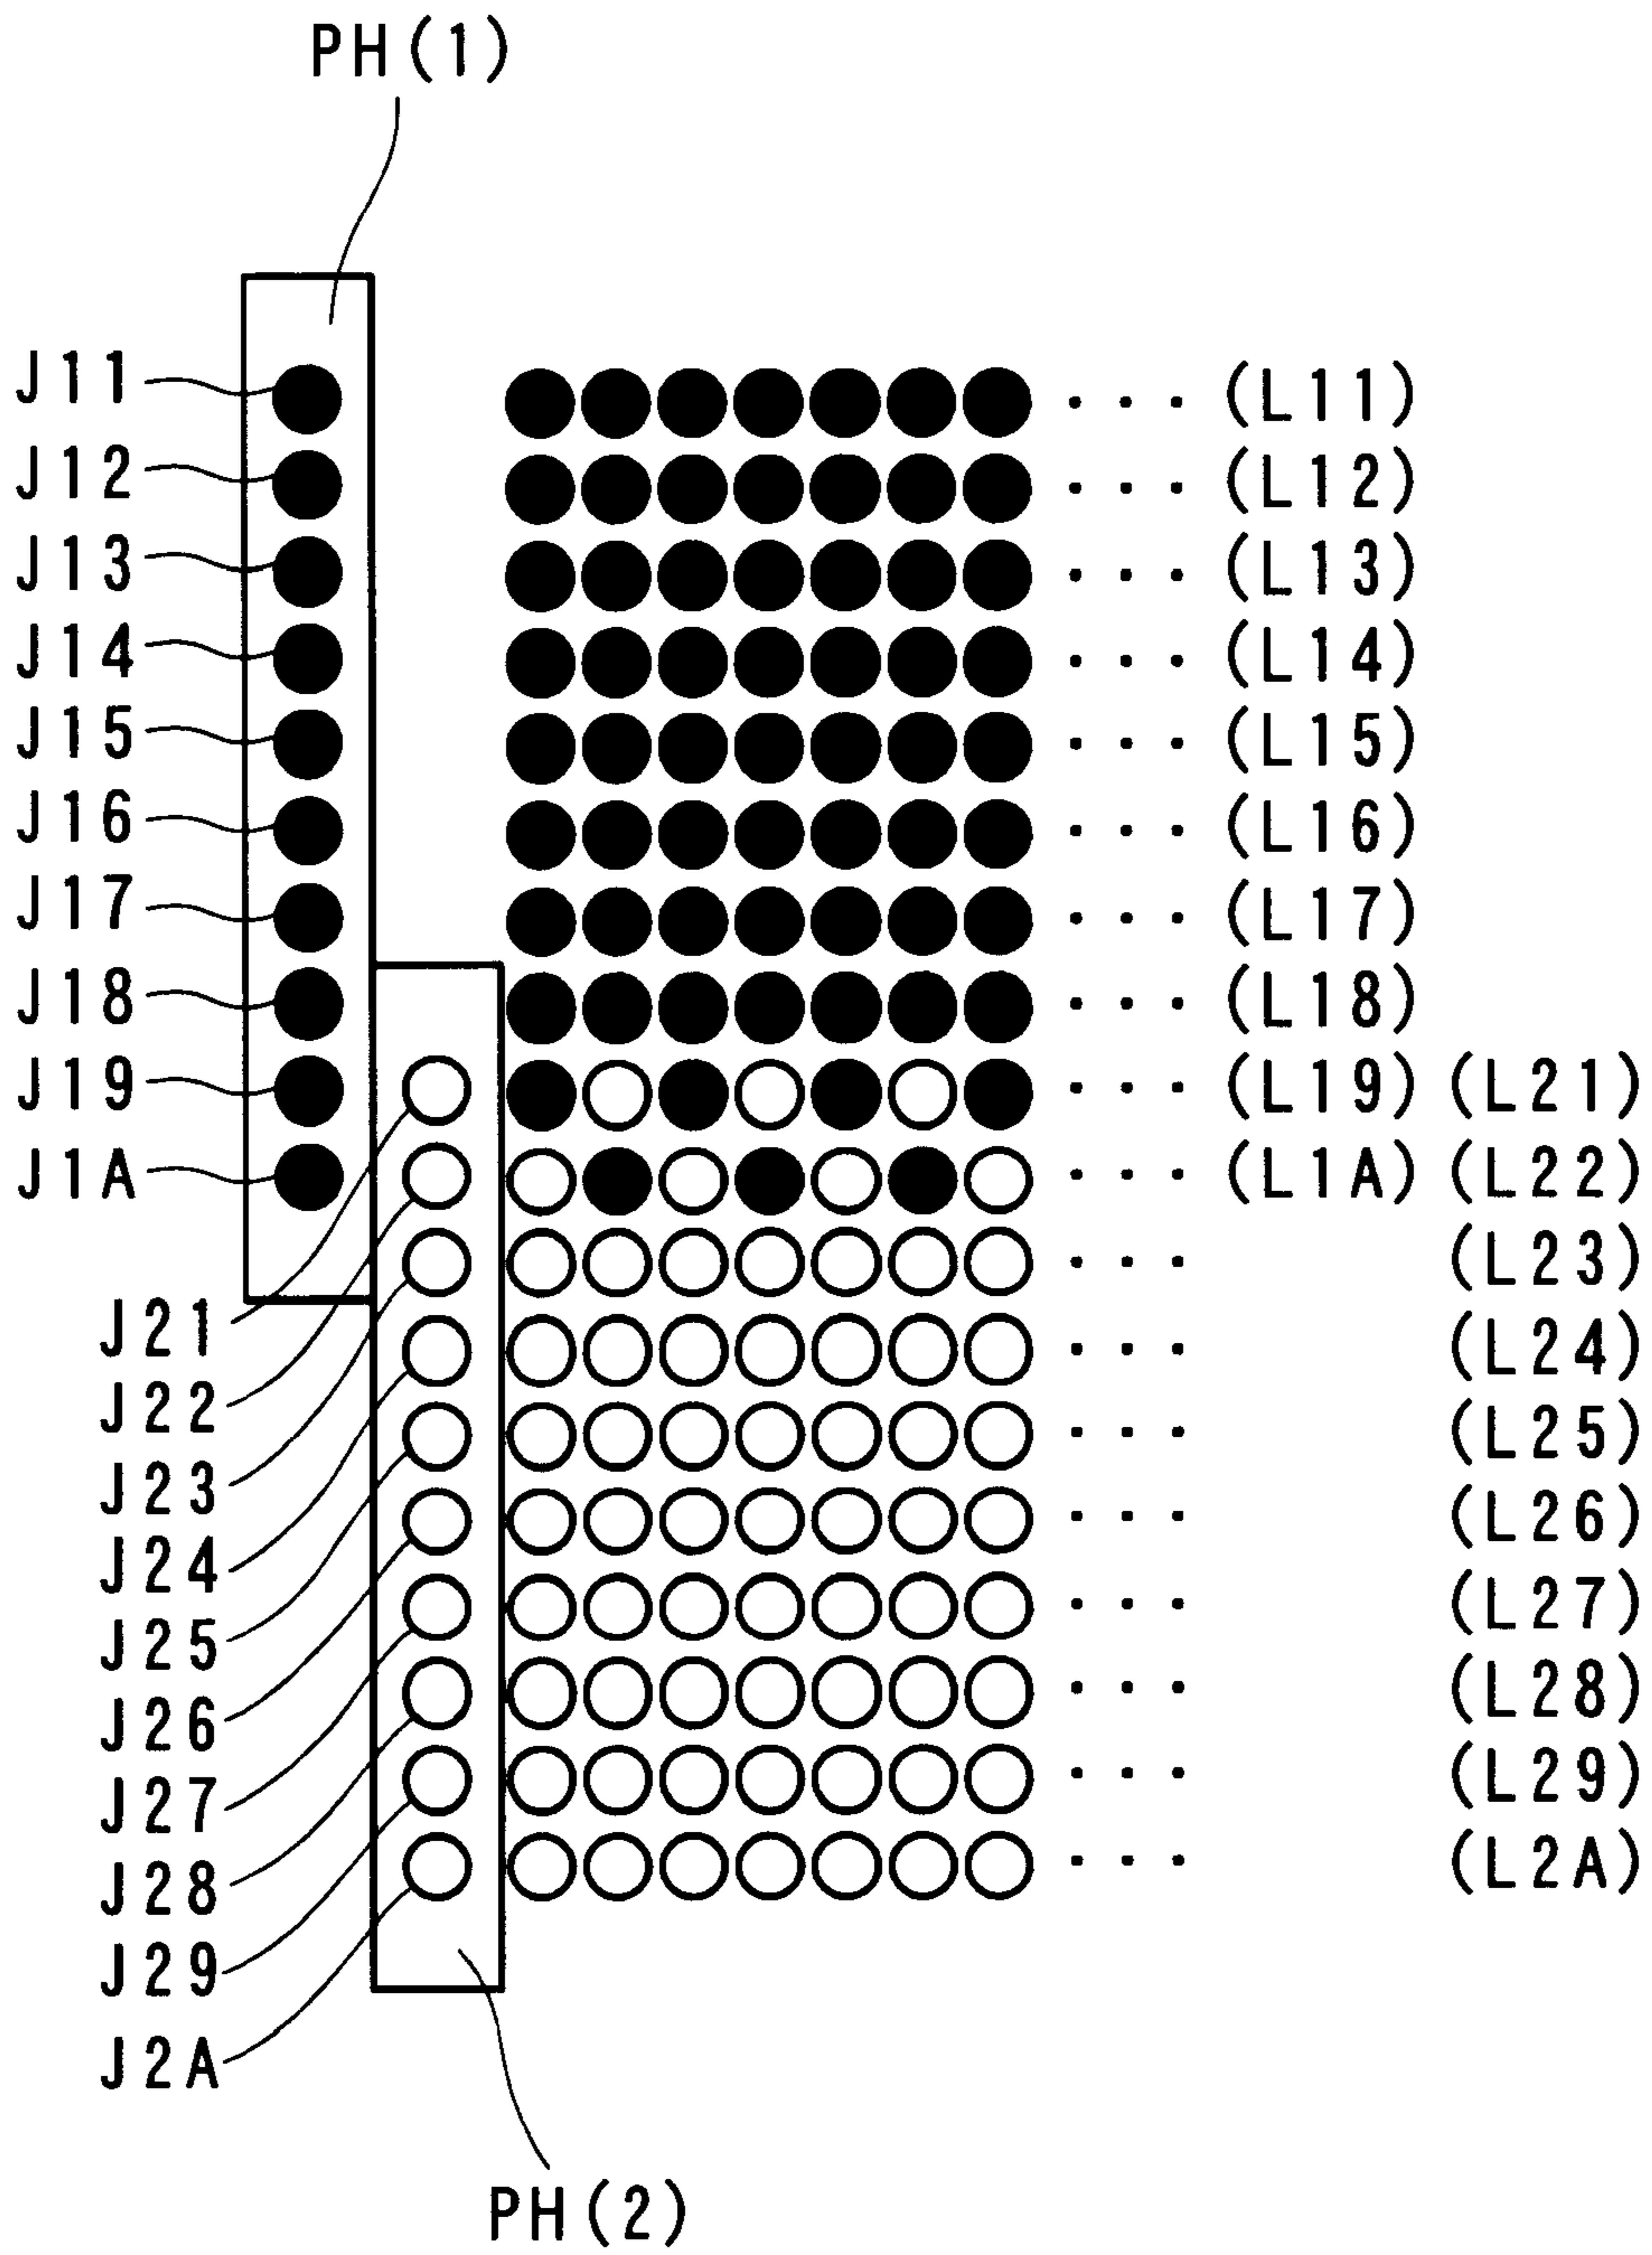 PH(1)
J11 ... (L11)
J12 ... (L12)
J13 ... (L13)
J14 ... (L14)
J15 ... (L15)
J16 ... (L16)
J17 ... (L17)
J18 ... (L18)
J19 ... (L19) (L21)
J1A ... (L1A) (L22)
... (L23)
J21
... (L24)
J22
... (L25)
J23
... (L26)
J24
... (L27)
J25
... (L28)
J26
... (L29)
J27
... (L2A)
J28
J29
J2A
PH(2)